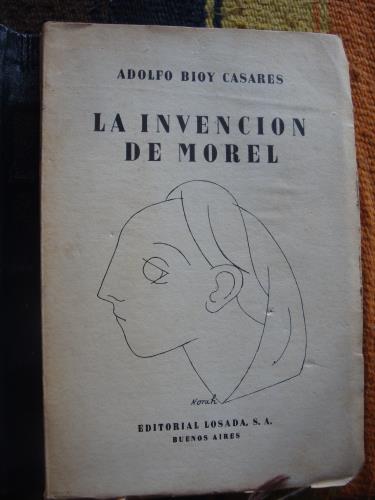 ADOLFO BIOY CASARES
LA INVENCION
DE MOREL
Norah
EDITORIAL LOSADA, S. A.
BUENOS AIRES